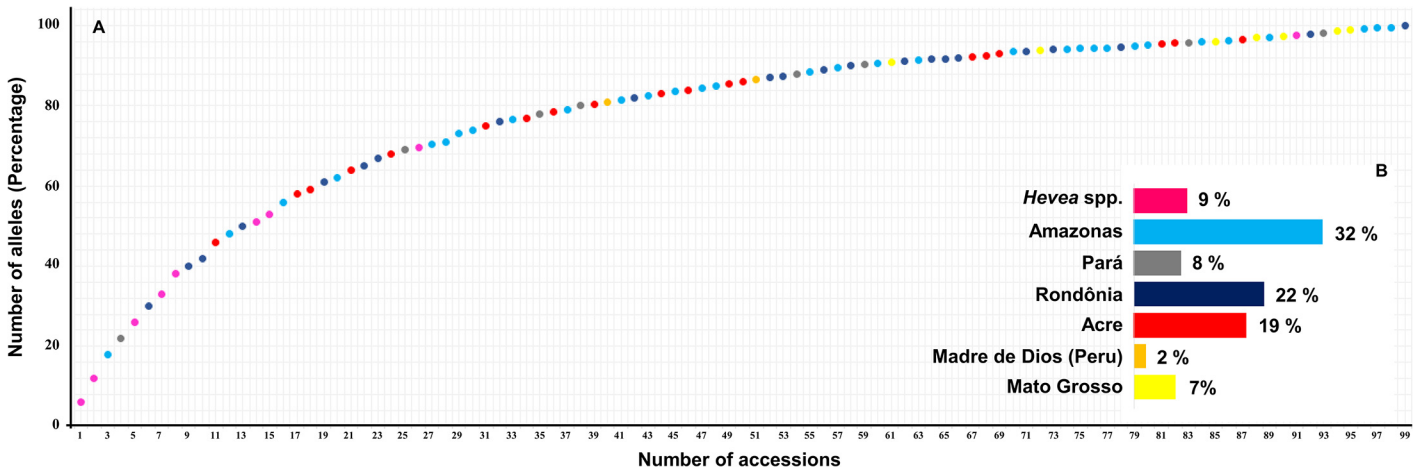 A
Number of alleles (Percentage)
100
80
60
40
20
0
B
Hevea spp. 9 %
Amazonas 32 %
Pará 8 %
Rondônia 22 %
Acre 19 %
Madre de Dios (Peru) 2 %
Mato Grosso 7%
1 3 5 7 9 11 13 15 17 19 21 23 25 27 29 31 33 35 37 39 41 43 45 47 49 51 53 55 57 59 61 63 65 67 69 71 73 75 77 79 81 83 85 87 89 91 93 95 97 99
Number of accessions